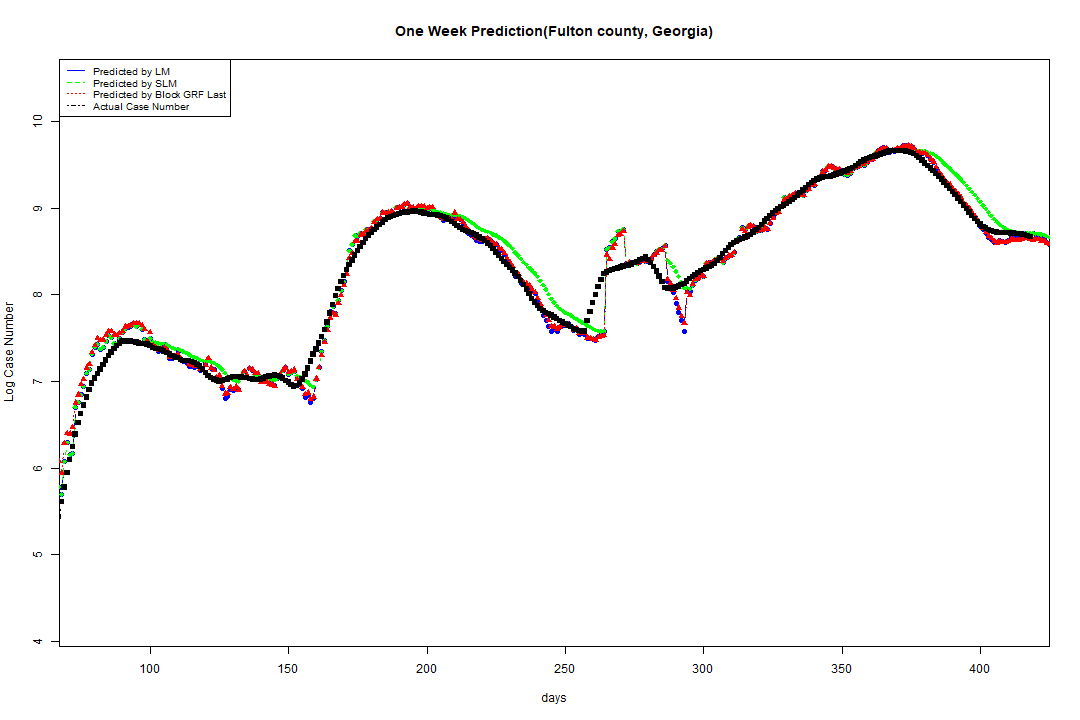 One Week Prediction(Fulton county, Georgia)
Predicted by LM
Predicted by SLM
Predicted by Block GRF Last
Actual Case Number
Log Case Number
10
9
8
7
6
5
4
100 150 200 250 300 350 400
days